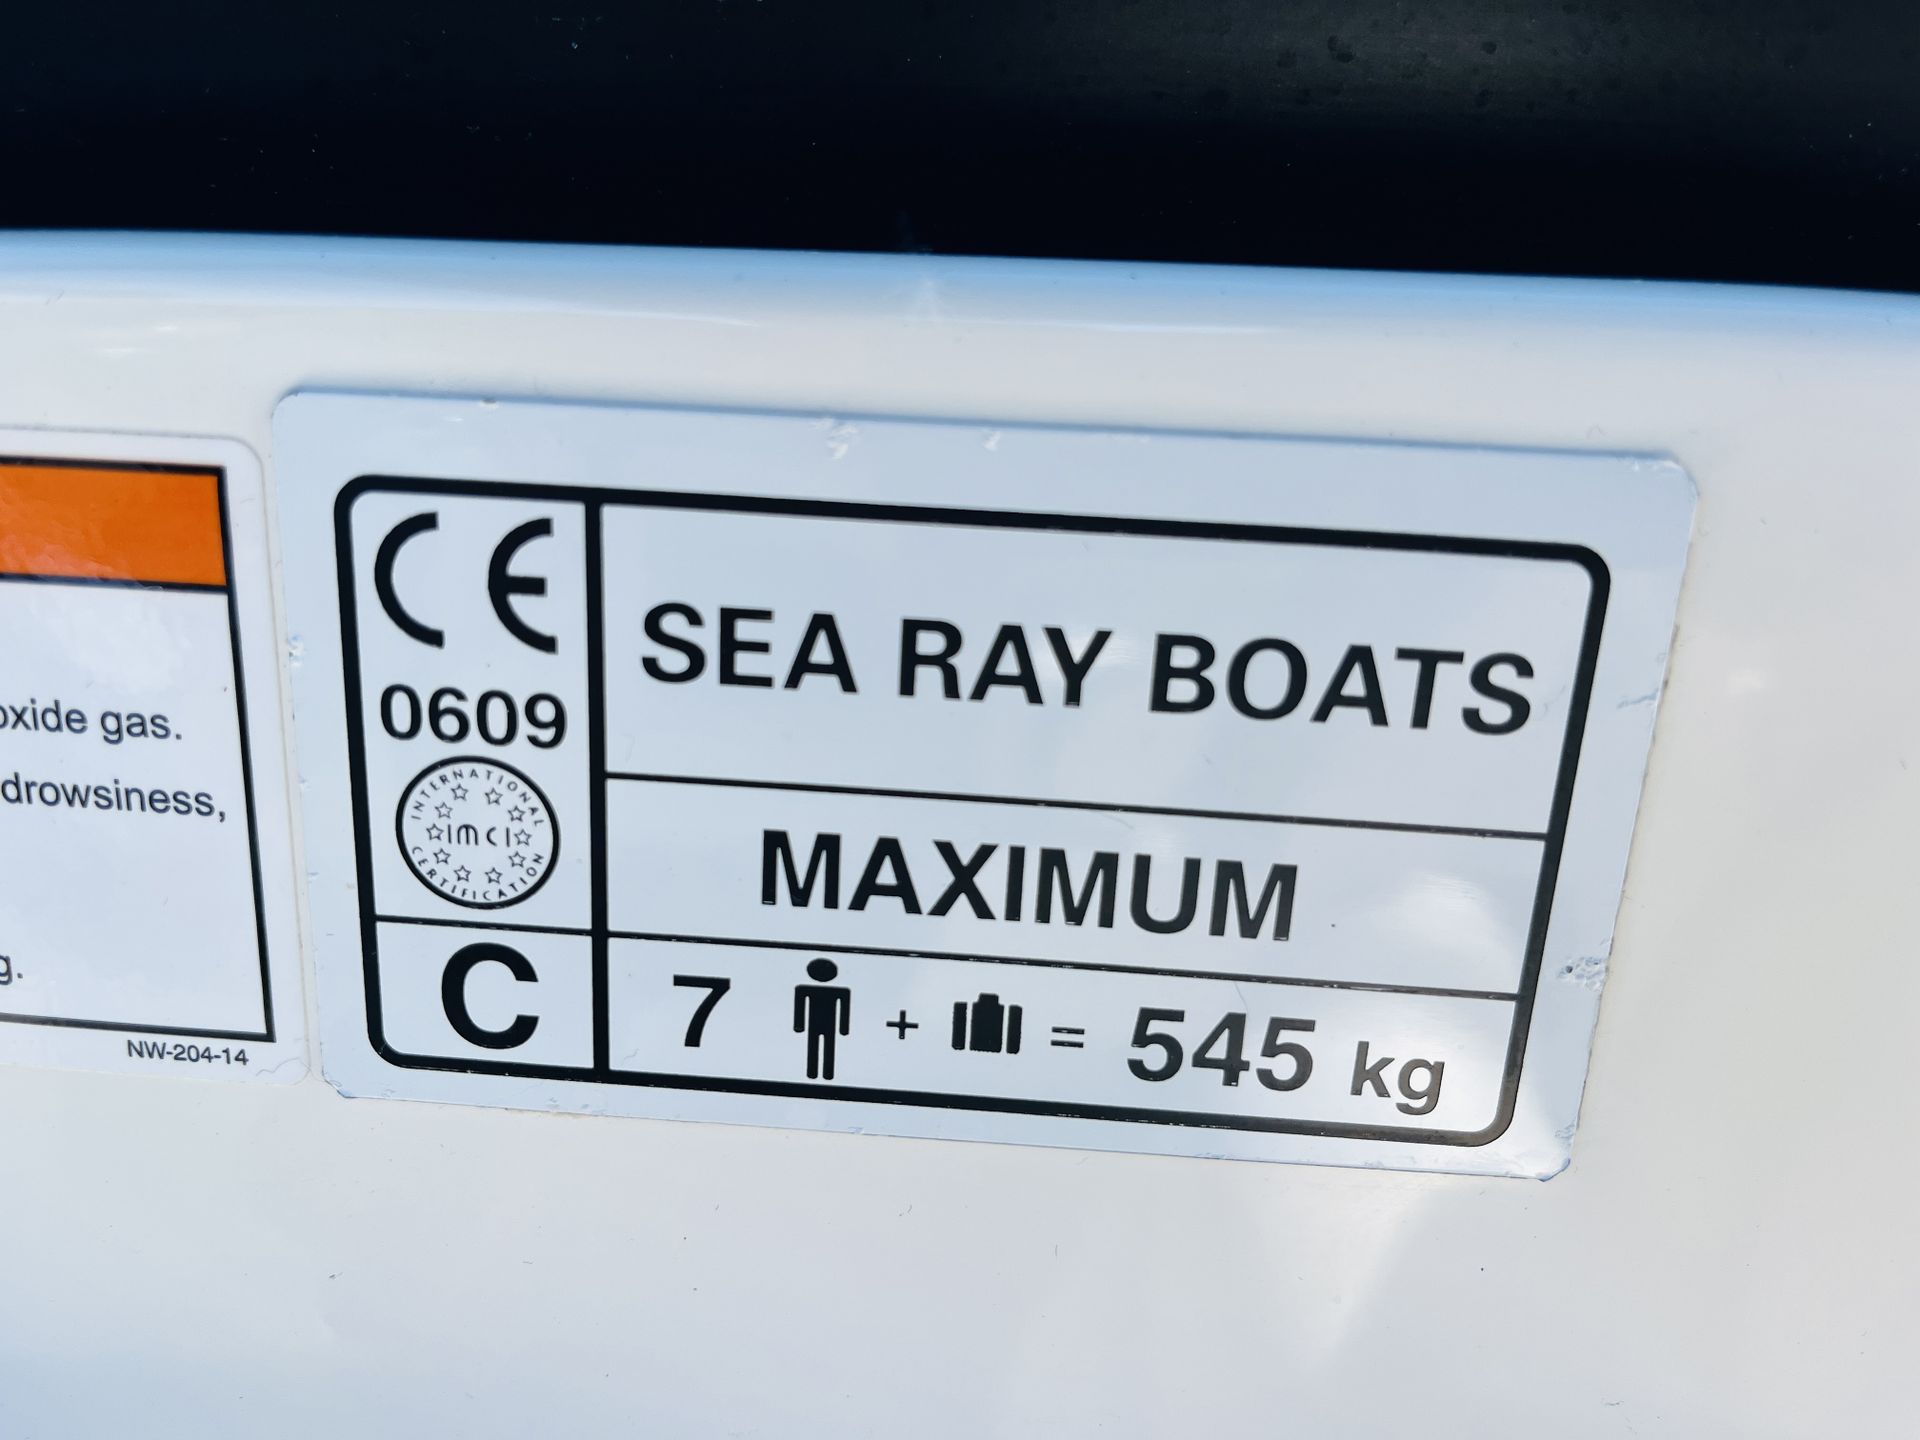 oxide gas.
drowsiness,
g.
NW-204-14
CE
0609
INTERNATIONAL
IMCI
CERTIFICATION
C
SEA RAY BOATS
MAXIMUM
7 + = 545 kg